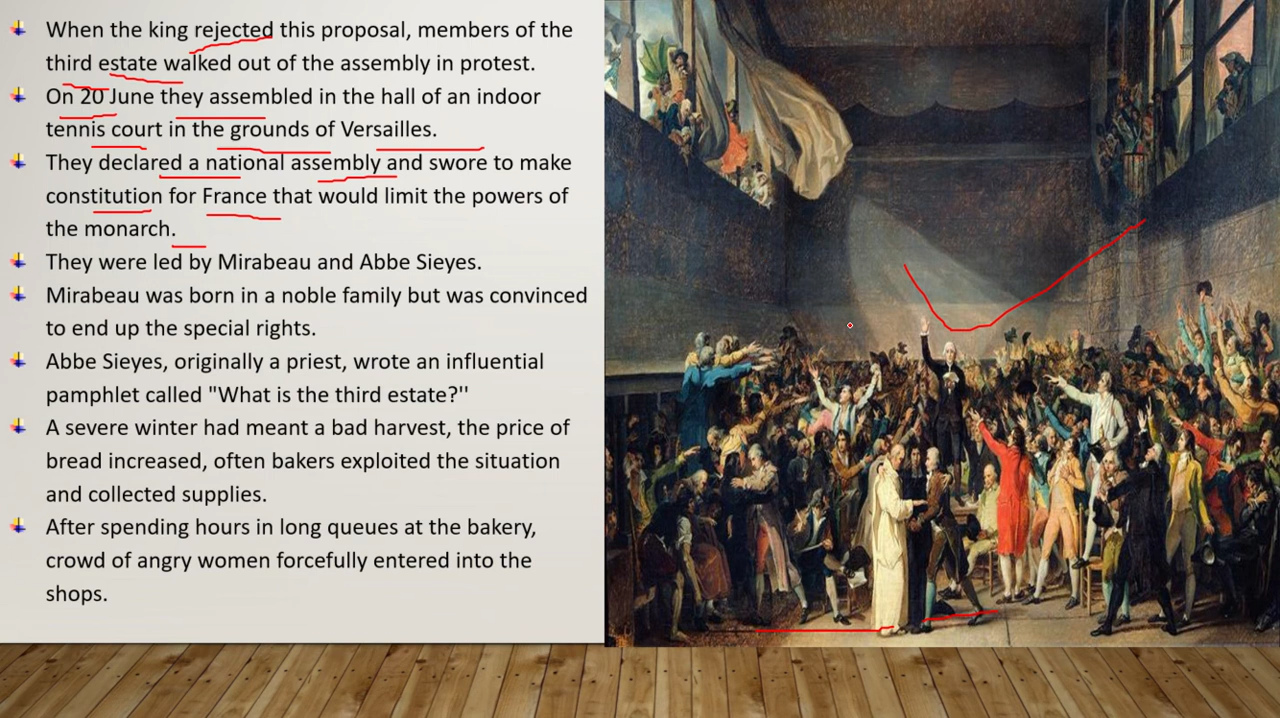 When the king rejected this proposal, members of the
third estate walked out of the assembly in protest.
On 20 June they assembled in the hall of an indoor
tennis court in the grounds of Versailles.
They declared a national assembly and swore to make
constitution for France that would limit the powers of
the monarch.
They were led by Mirabeau and Abbe Sieyes.
Mirabeau was born in a noble family but was convinced
to end up the special rights.
Abbe Sieyes, originally a priest, wrote an influential
pamphlet called "What is the third estate?''
A severe winter had meant a bad harvest, the price of
bread increased, often bakers exploited the situation
and collected supplies.
After spending hours in long queues at the bakery,
crowd of angry women forcefully entered into the
shops.